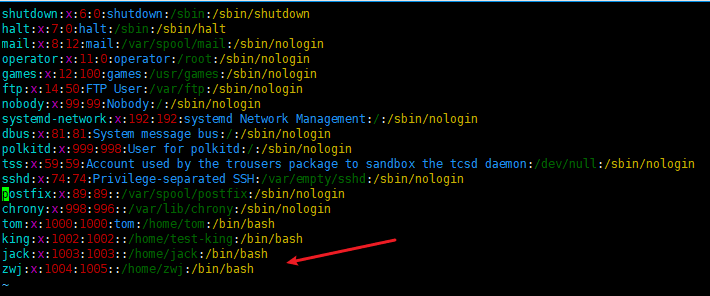 shutdown:x:6:0:shutdown:/sbin:/sbin/shutdown
halt:x:7:0:halt:/sbin:/sbin/halt
mail:x:8:12:mail:/var/spool/mail:/sbin/nologin
operator:x:11:0:operator:/root:/sbin/nologin
games:x:12:100:games:/usr/games:/sbin/nologin
ftp:x:14:50:FTP User:/var/ftp:/sbin/nologin
nobody:x:99:99:Nobody:/:/sbin/nologin
systemd-network:x:192:192:systemd Network Management:/:/sbin/nologin
dbus:x:81:81:System message bus:/:/sbin/nologin
polkitd:x:999:998:User for polkitd:/:/sbin/nologin
tss:x:59:59:Account used by the trousers package to sandbox the tcsd daemon:/dev/null:/sbin/nologin
sshd:x:74:74:Privilege-separated SSH:/var/empty/sshd:/sbin/nologin
postfix:x:89:89::/var/spool/postfix:/sbin/nologin
chrony:x:998:996::/var/lib/chrony:/sbin/nologin
tom:x:1000:1000:tom:/home/tom:/bin/bash
king:x:1002:1002::/home/test-king:/bin/bash
jack:x:1003:1003::/home/jack:/bin/bash
zwj:x:1004:1005::/home/zwj:/bin/bash
~